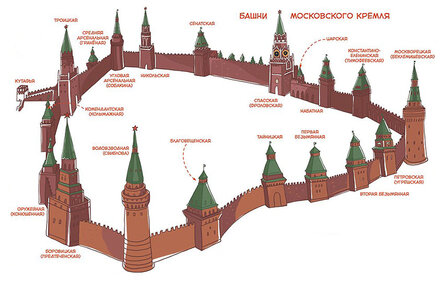 БАШНИ МОСКОВСКОГО КРЕМЛЯ
ТРОИЦКАЯ
СРЕДНЯЯ
АРСЕНАЛЬНАЯ
(ГРАНЁНАЯ)
СЕНАТСКАЯ
ЦАРСКАЯ
КОНСТАНТИНО-
ЕЛЕНИНСКАЯ
(ТИМОФЕЕВСКАЯ)
МОСКВОРЕЦКАЯ
(БЕКЛЕМИШЕВСКАЯ)
КУТАФЬЯ
УГЛОВАЯ
АРСЕНАЛЬНАЯ
(СОБАКИНА)
НИКОЛЬСКАЯ
КОМЕНДАНТСКАЯ
(КОЛЫМАЖНАЯ)
СПАССКАЯ
(ФРОЛОВСКАЯ)
НАБАТНАЯ
ВОДОВЗВОДНАЯ
(СВИБЛОВА)
БЛАГОВЕЩЕНСКАЯ
ТАЙНИЦКАЯ
ПЕРВАЯ
БЕЗЫМЯННАЯ
ОРУЖЕЙНАЯ
(КОНЮШЕННАЯ)
БОРОВИЦКАЯ
(ПРЕДТЕЧЕНСКАЯ)
ПЕТРОВСКАЯ
(УГРЕШСКАЯ)
ВТОРАЯ БЕЗЫМЯННАЯ